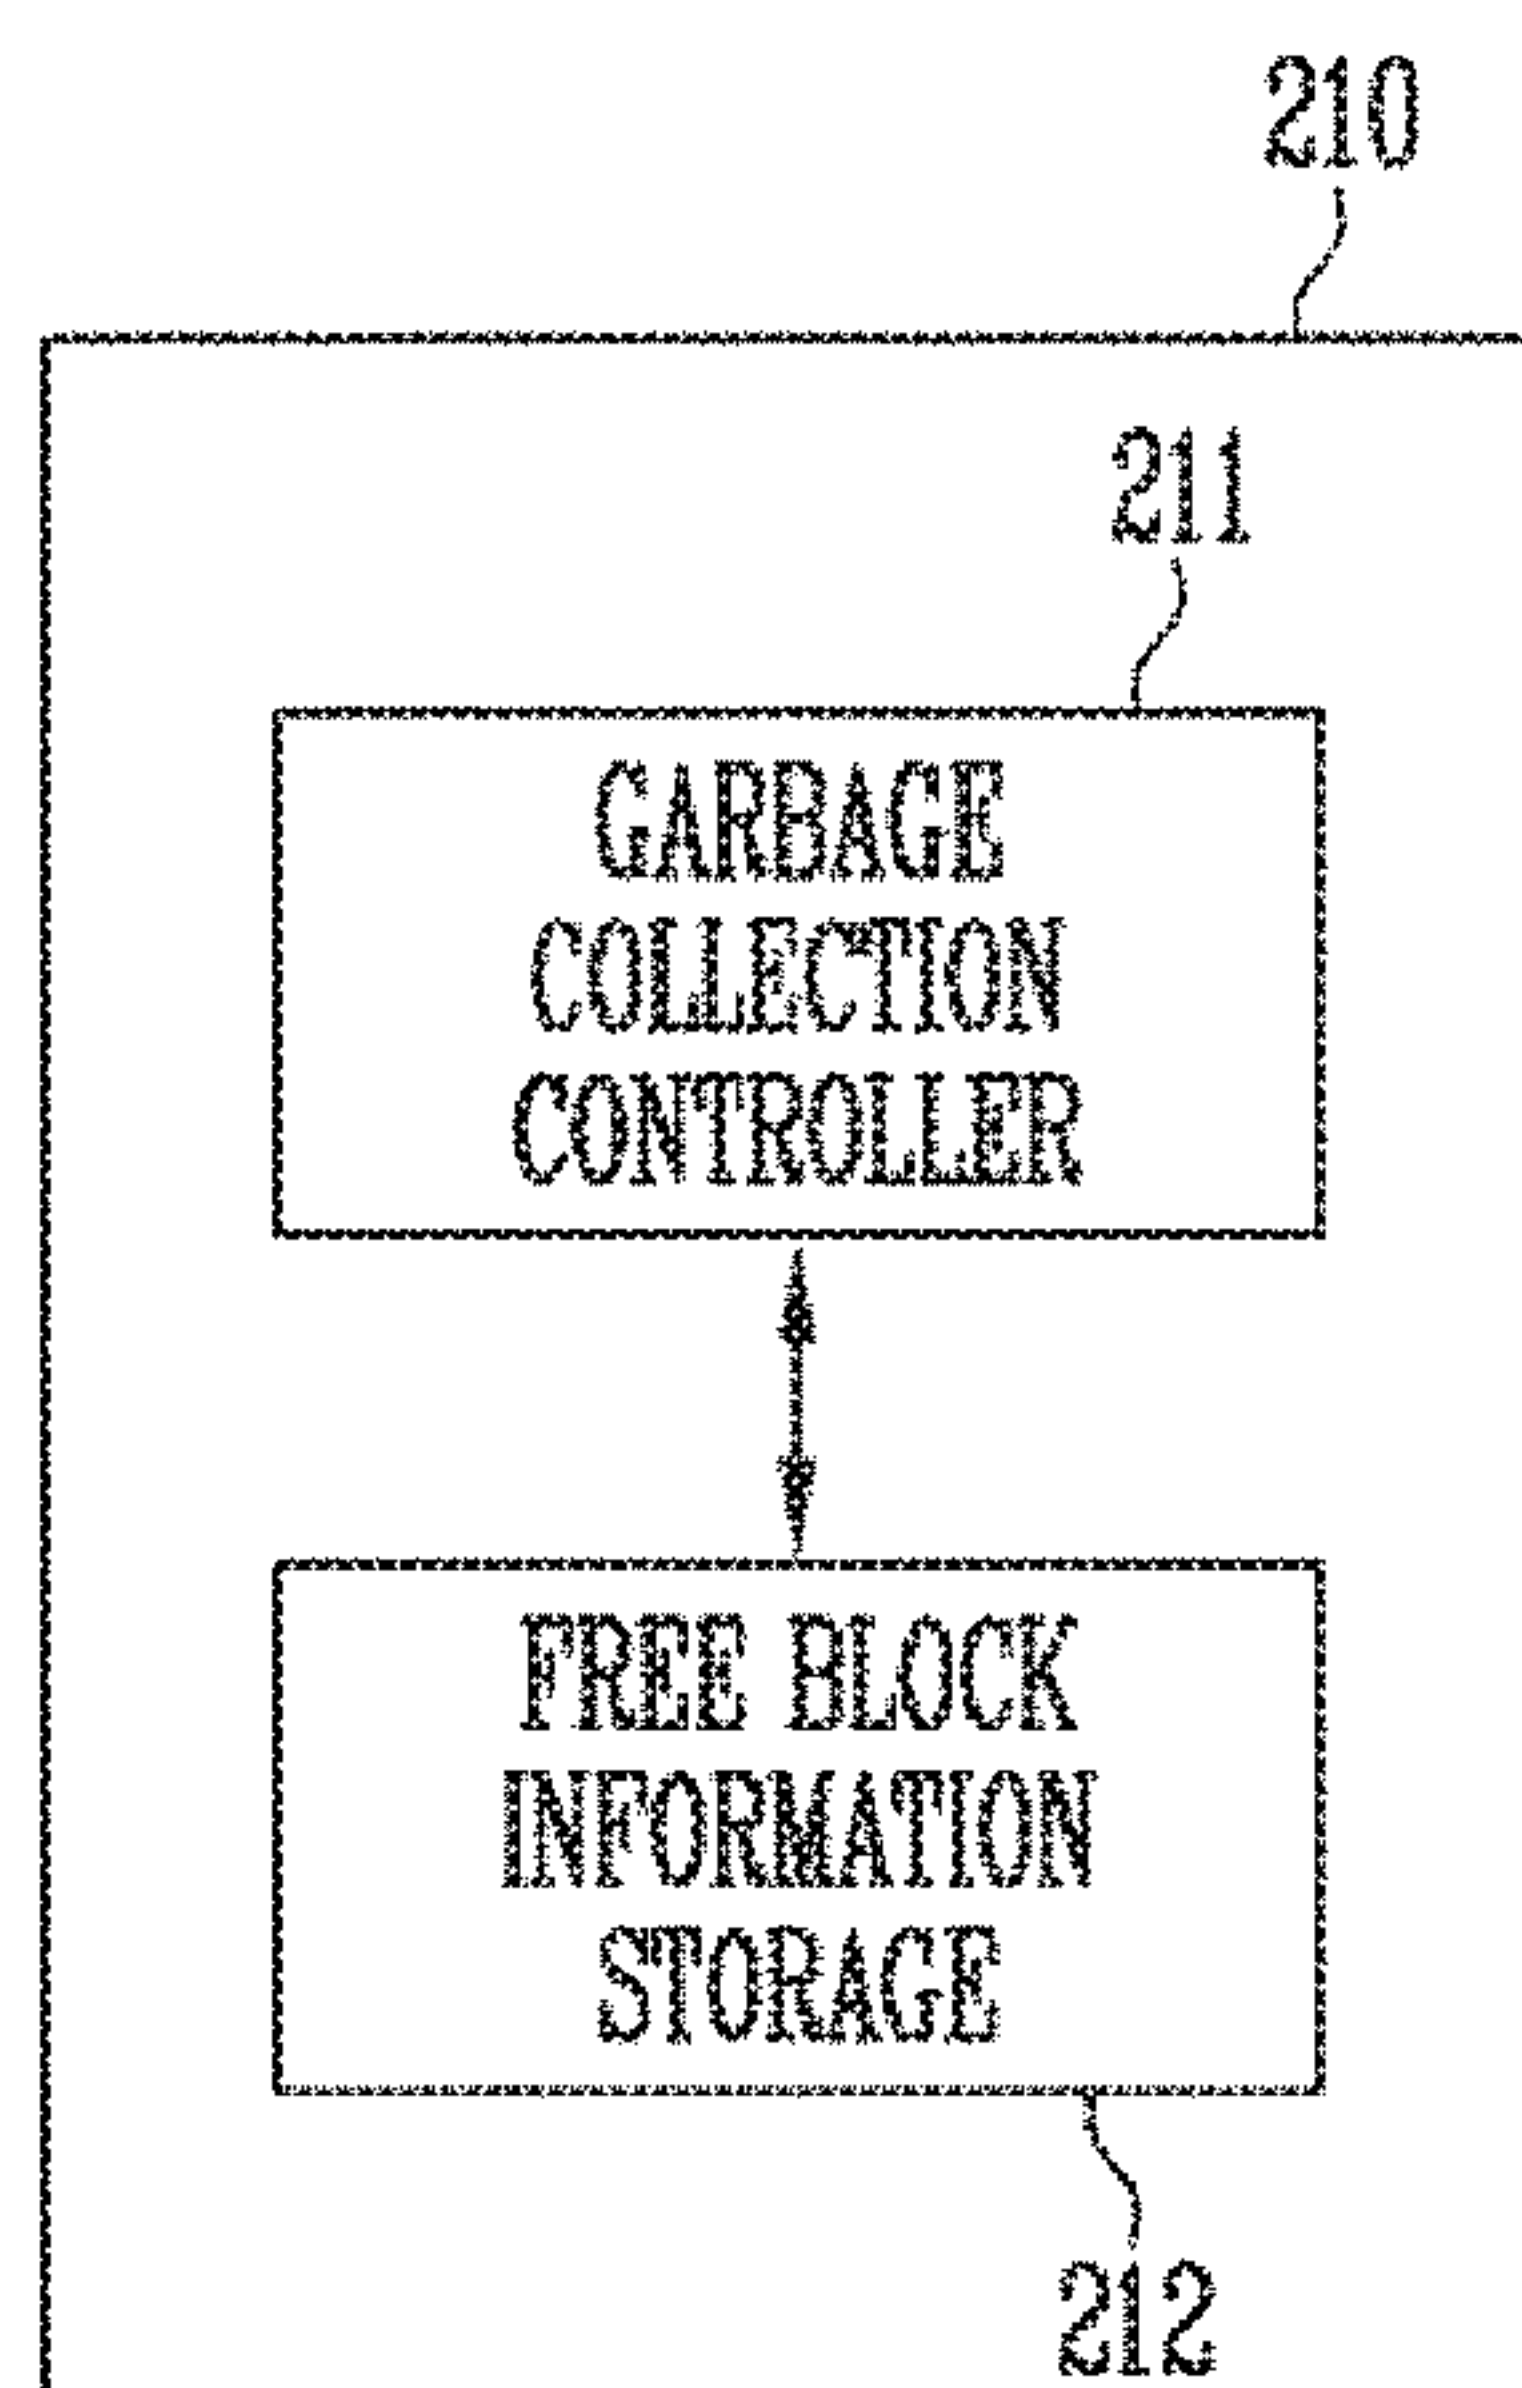 210
211
GARBAGE
COLLECTION
CONTROLLER
FREE BLOCK
INFORMATION
STORAGE
212